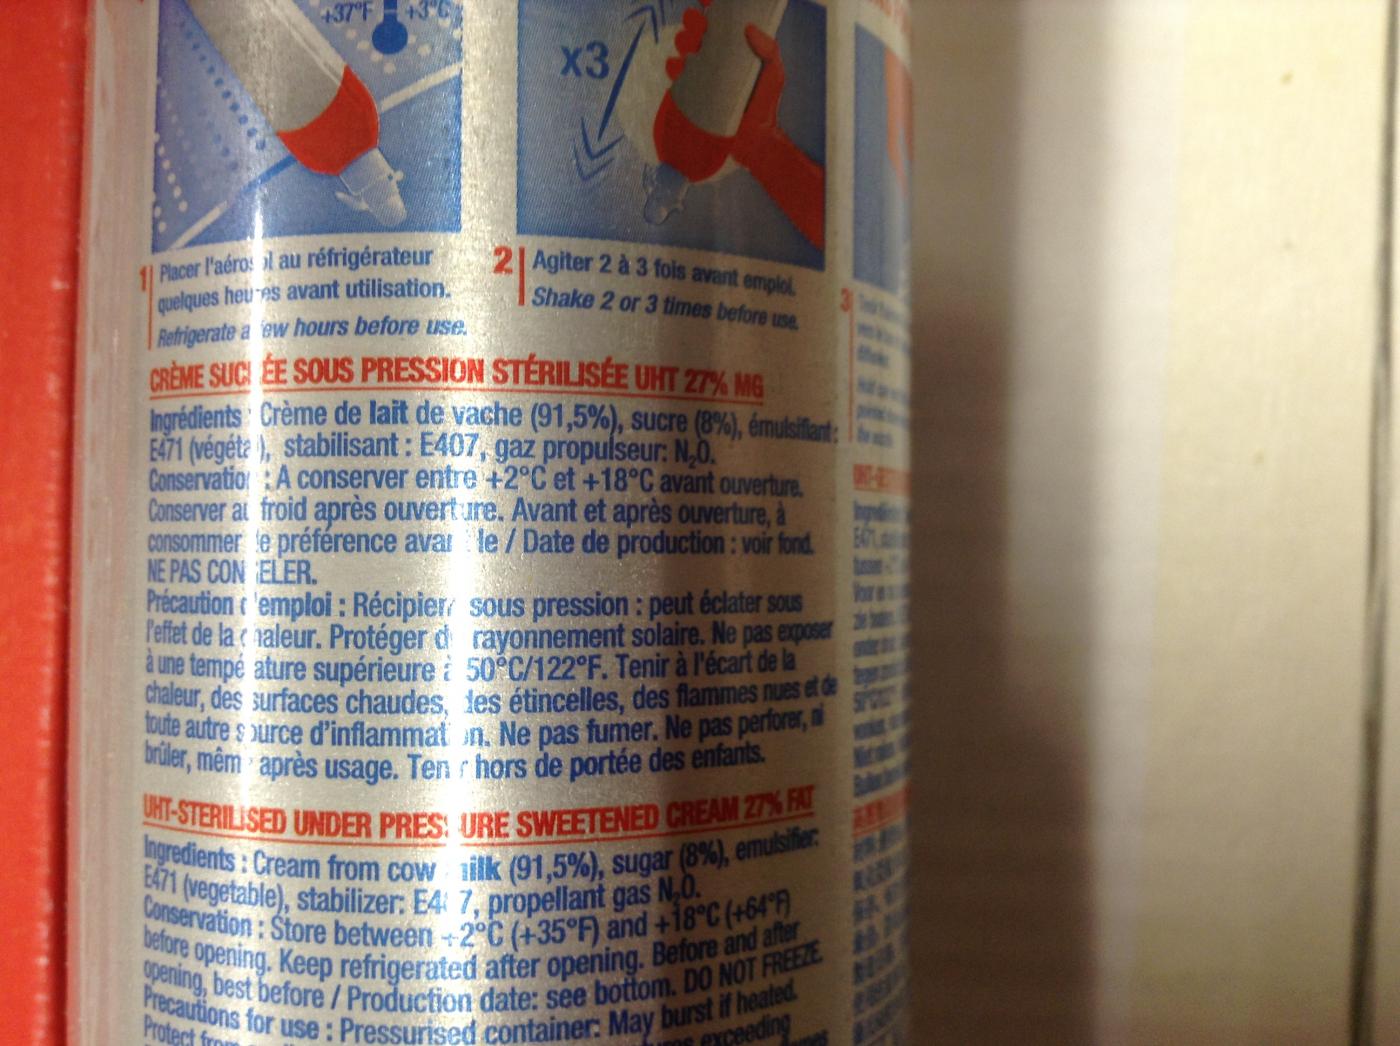 +37°F +3°C
x3
1 Placer l'aérosol au réfrigérateur
quelques heures avant utilisation.
Refrigerate a few hours before use.
2 Agiter 2 à 3 fois avant emploi.
Shake 2 or 3 times before use.
3
CRÈME SUCRÉE SOUS PRESSION STÉRILISÉE UHT 27% MG
Ingrédients : Crème de lait de vache (91,5%), sucre (8%), émulsifiant :
E471 (végétal), stabilisant : E407, gaz propulseur: N₂O.
Conservation : A conserver entre +2°C et +18°C avant ouverture.
Conserver au froid après ouverture. Avant et après ouverture, à
consommer de préférence avant le / Date de production : voir fond.
NE PAS CONGELER.
Précaution d'emploi : Récipient sous pression : peut éclater sous
l'effet de la chaleur. Protéger du rayonnement solaire. Ne pas exposer
à une température supérieure à 50°C/122°F. Tenir à l'écart de la
chaleur, des surfaces chaudes, des étincelles, des flammes nues et de
toute autre source d'inflammation. Ne pas fumer. Ne pas perforer, ni
brûler, même après usage. Tenir hors de portée des enfants.
UHT-STERILISED UNDER PRESSURE SWEETENED CREAM 27% FAT
Ingredients : Cream from cow milk (91,5%), sugar (8%), emulsifier:
E471 (vegetable), stabilizer: E407, propellant gas N₂O.
Conservation : Store between +2°C (+35°F) and +18°C (+64°F)
before opening. Keep refrigerated after opening. Before and after
opening, best before / Production date: see bottom. DO NOT FREEZE.
Precautions for use : Pressurised container: May burst if heated.
Protect from exceeding